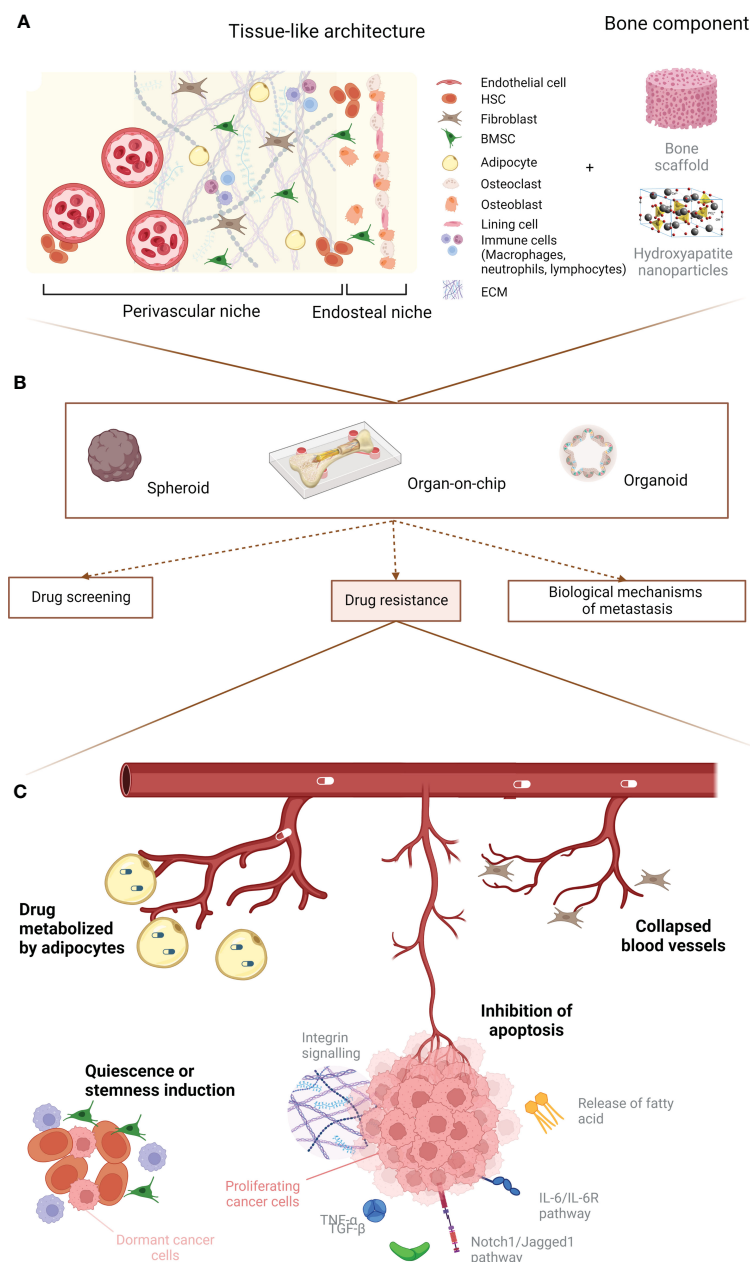 A
Tissue-like architecture
Bone component
Endothelial cell
HSC
Fibroblast
BMSC
Adipocyte
Osteoclast
Osteoblast
Lining cell
Immune cells
(Macrophages,
neutrophils, lymphocytes)
ECM
+
Bone
scaffold
Hydroxyapatite
nanoparticles
Perivascular niche
Endosteal niche
B
Spheroid
Organ-on-chip
Organoid
Drug screening
Drug resistance
Biological mechanisms
of metastasis
C
Drug
metabolized
by adipocytes
Collapsed
blood vessels
Inhibition of
apoptosis
Integrin
signalling
Quiescence or
stemness induction
Release of fatty
acid
Proliferating
cancer cells
IL-6/IL-6R
pathway
TNF-α
TGF-β
Dormant cancer
cells
Notch1/Jagged1
pathway